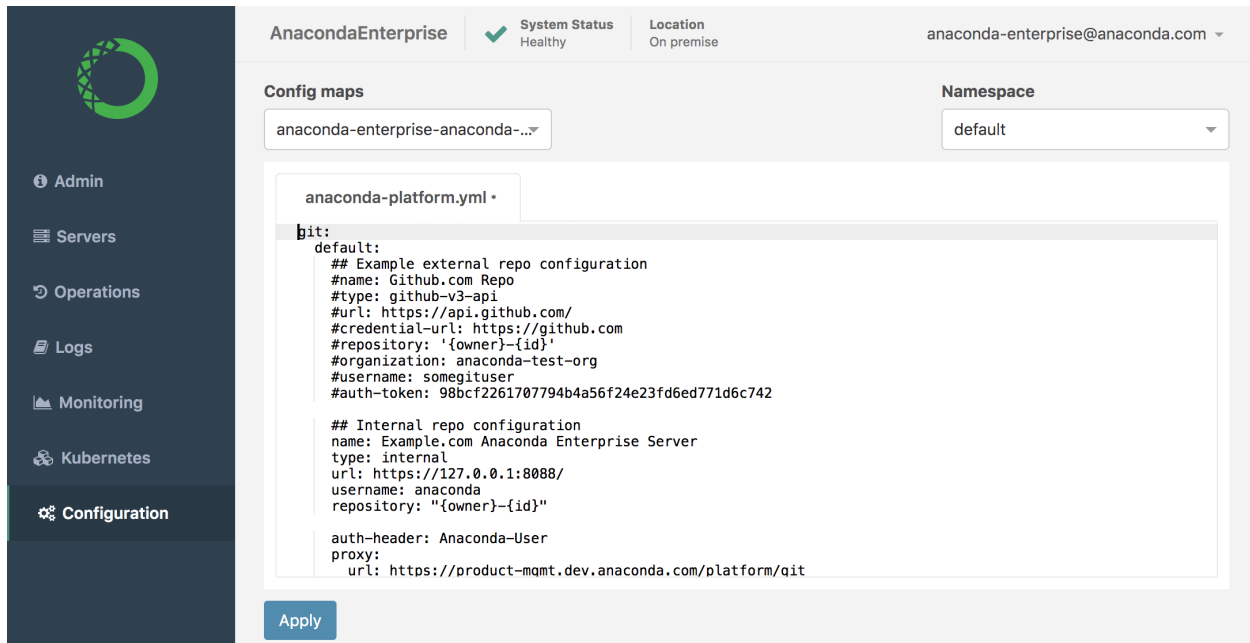 AnacondaEnterprise
System Status
Healthy
Location
On premise
anaconda-enterprise@anaconda.com
Admin
Servers
Operations
Logs
Monitoring
Kubernetes
Configuration
Config maps
anaconda-enterprise-anaconda-...
Namespace
default
anaconda-platform.yml •
git:
default:
## Example external repo configuration
#name: Github.com Repo
#type: github-v3-api
#url: https://api.github.com/
#credential-url: https://github.com
#repository: '{owner}-{id}'
#organization: anaconda-test-org
#username: somegituser
#auth-token: 98bcf2261707794b4a56f24e23fd6ed771d6c742
## Internal repo configuration
name: Example.com Anaconda Enterprise Server
type: internal
url: https://127.0.0.1:8088/
username: anaconda
repository: "{owner}-{id}"
auth-header: Anaconda-User
proxy:
url: https://product-mgmt.dev.anaconda.com/platform/git
Apply